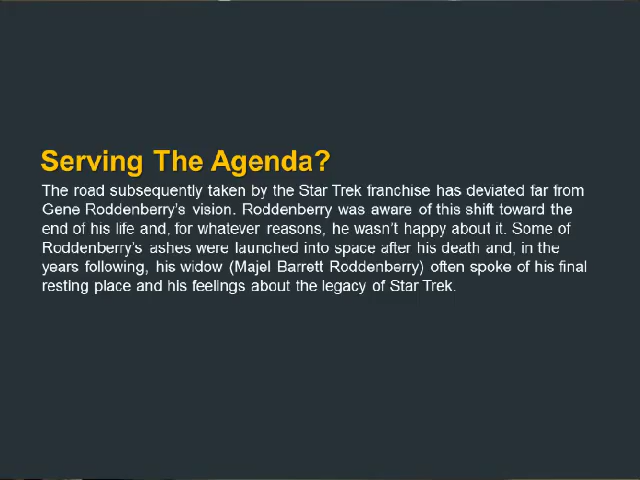 Serving The Agenda?
The road subsequently taken by the Star Trek franchise has deviated far from
Gene Roddenberry's vision. Roddenberry was aware of this shift toward the
end of his life and, for whatever reasons, he wasn't happy about it. Some of
Roddenberry's ashes were launched into space after his death and, in the
years following, his widow (Majel Barrett Roddenberry) often spoke of his final
resting place and his feelings about the legacy of Star Trek.